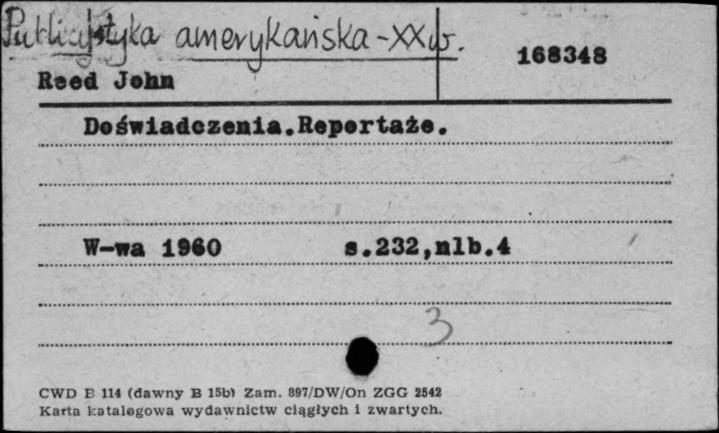 Publicystyka amerykańska-XXw.
168348
Reed John
Doświadczenia.Reportaże.
W-wa 1960 s.232,nlb.4
3
CWD B 114 (dawny B 15b) Zam. 897/DW/On ZGG 2542
Karta katalogowa wydawnictw ciągłych i zwartych.